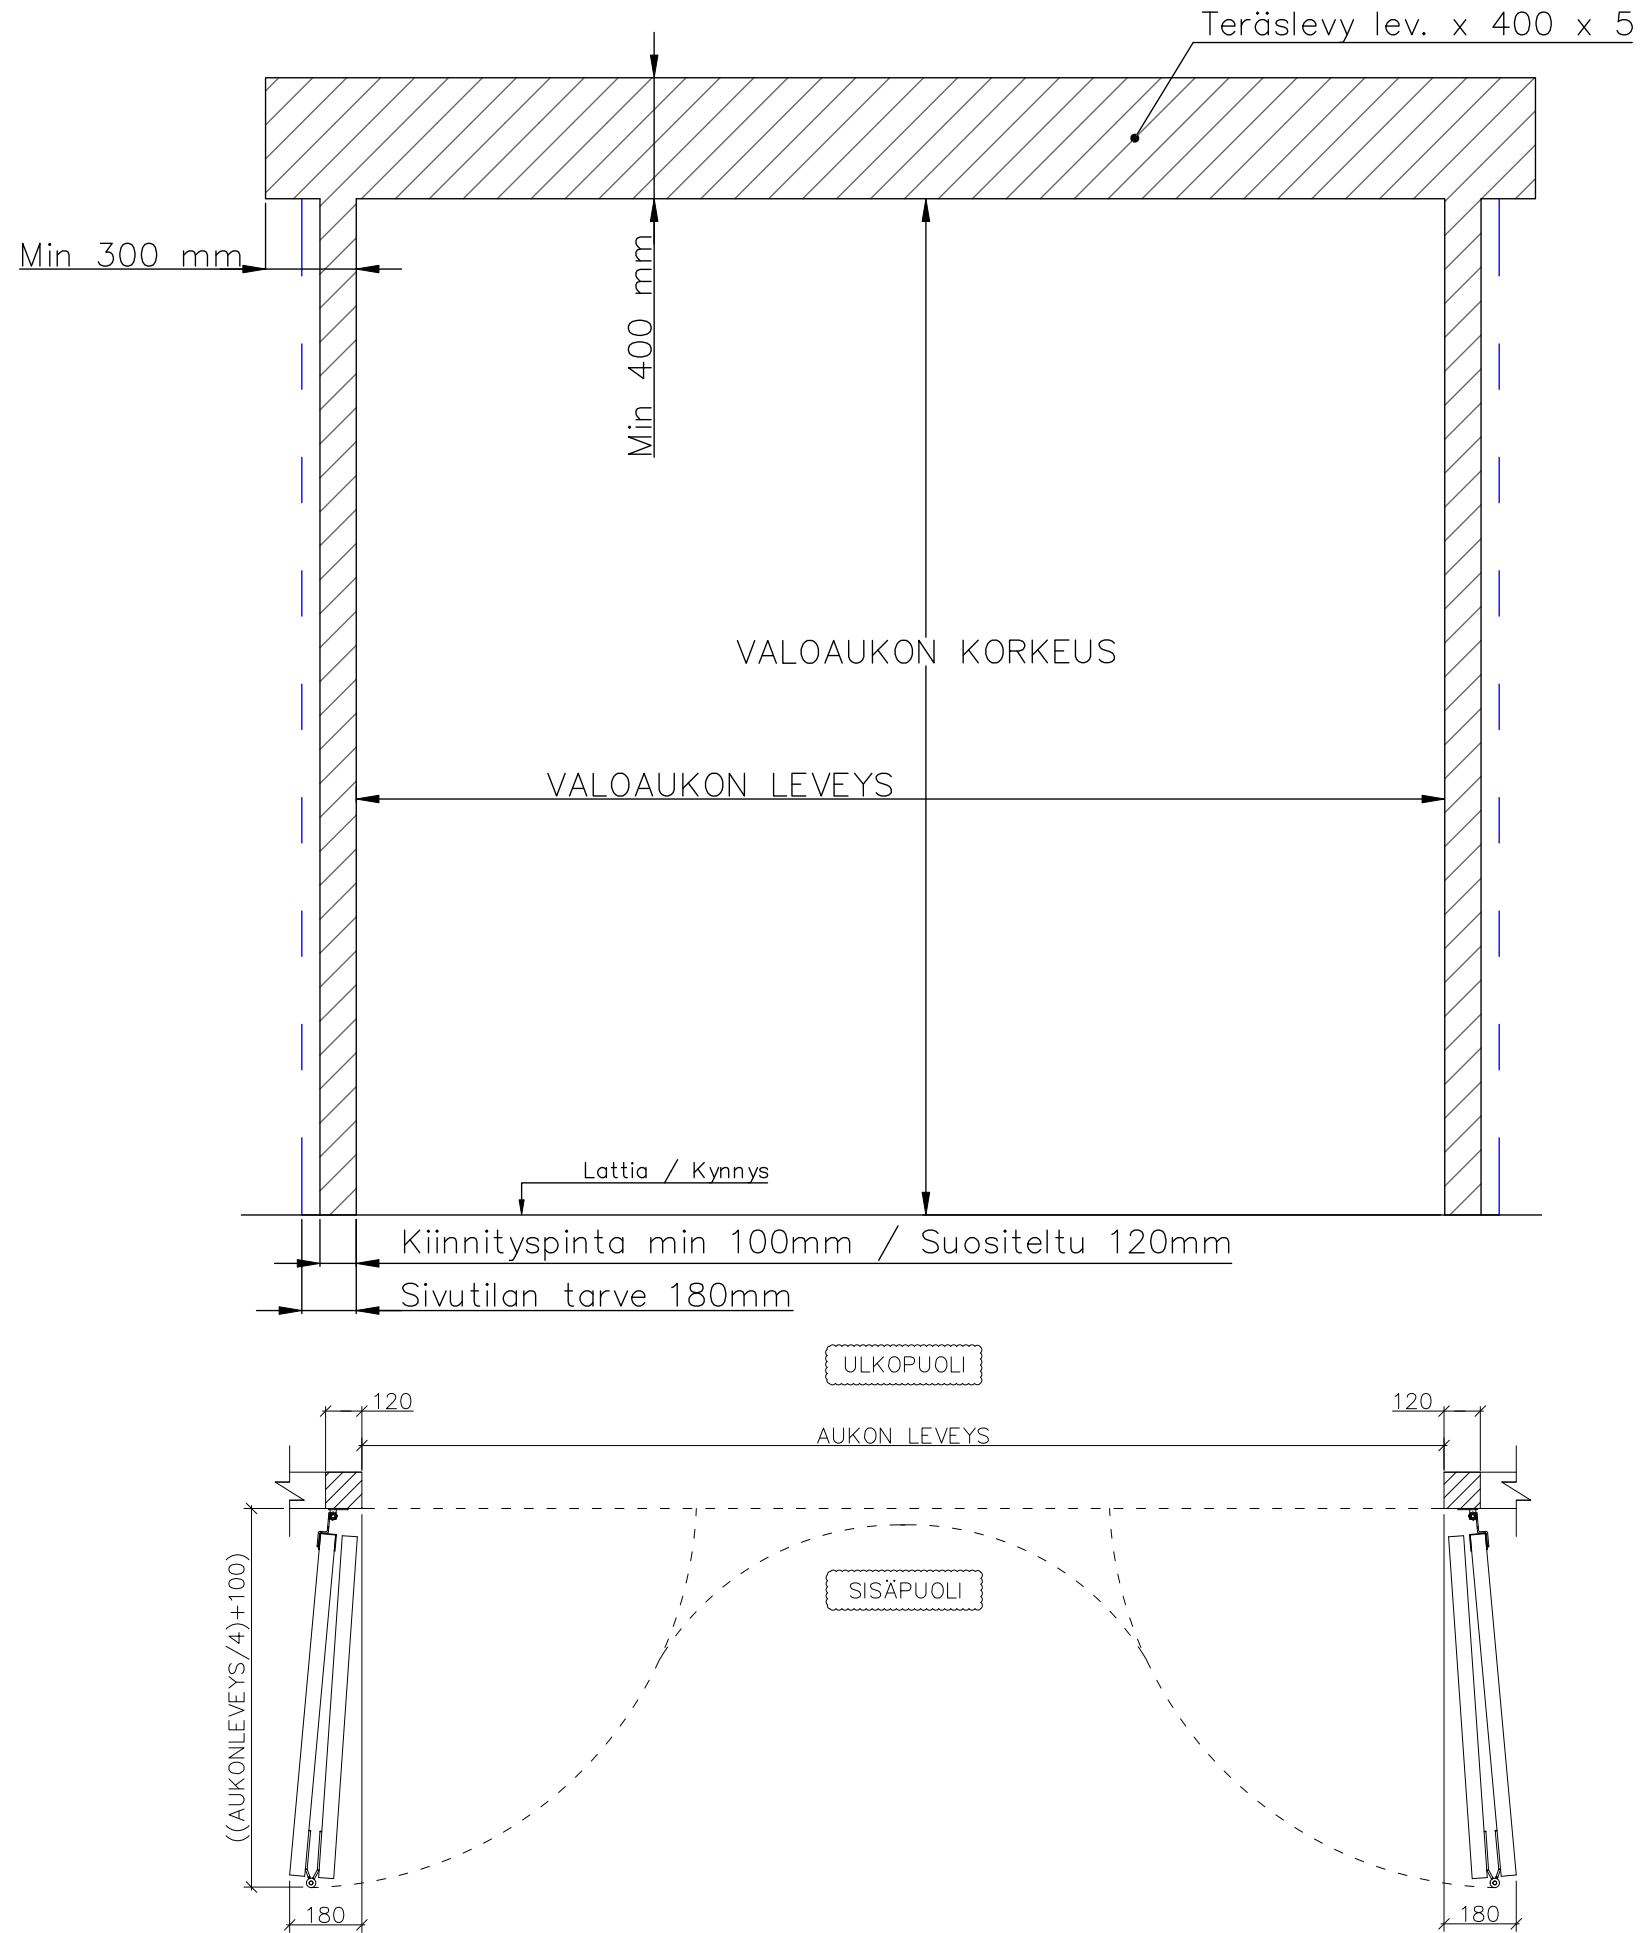 Teräslevy lev. x 400 x 5
Min 300 mm
Min 400 mm
VALOAUKON KORKEUS
VALOAUKON LEVEYS
Lattia / Kynnys
Kiinnityspinta min 100mm / Suositeltu 120mm
Sivutilan tarve 180mm
ULKOPUOLI
120
120
AUKON LEVEYS
((AUKONLEVEYS/4)+100)
SISÄPUOLI
180
180